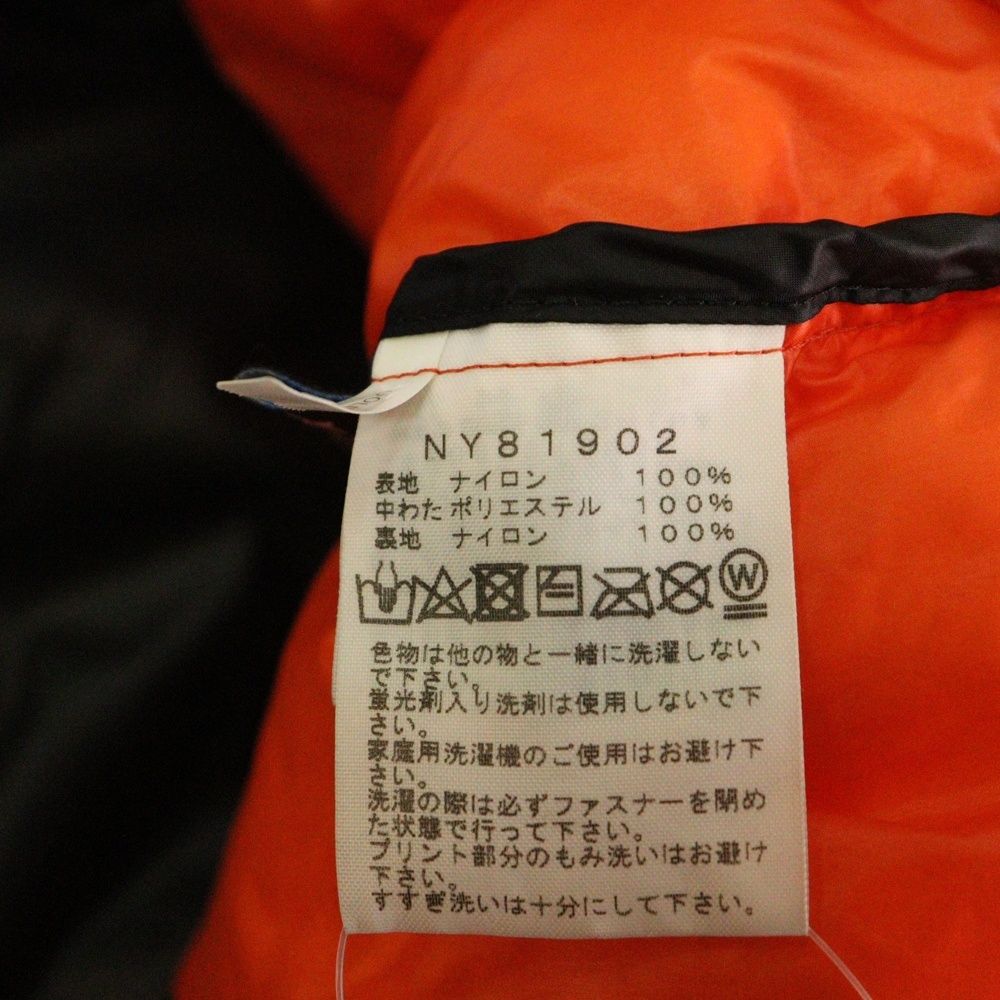 NY81902
表地 ナイロン 100%
中わた ポリエステル 100%
裏地 ナイロン 100%
W
色物は他の物と一緒に洗濯しない
で下さい。
蛍光剤入り洗剤は使用しないで下
さい。
家庭用洗濯機のご使用はお避け下
さい。
洗濯の際は必ずファスナーを閉め
た状態で行って下さい。
プリント部分のもみ洗いはお避け
下さい。
すすぎ洗いは十分にして下さい。